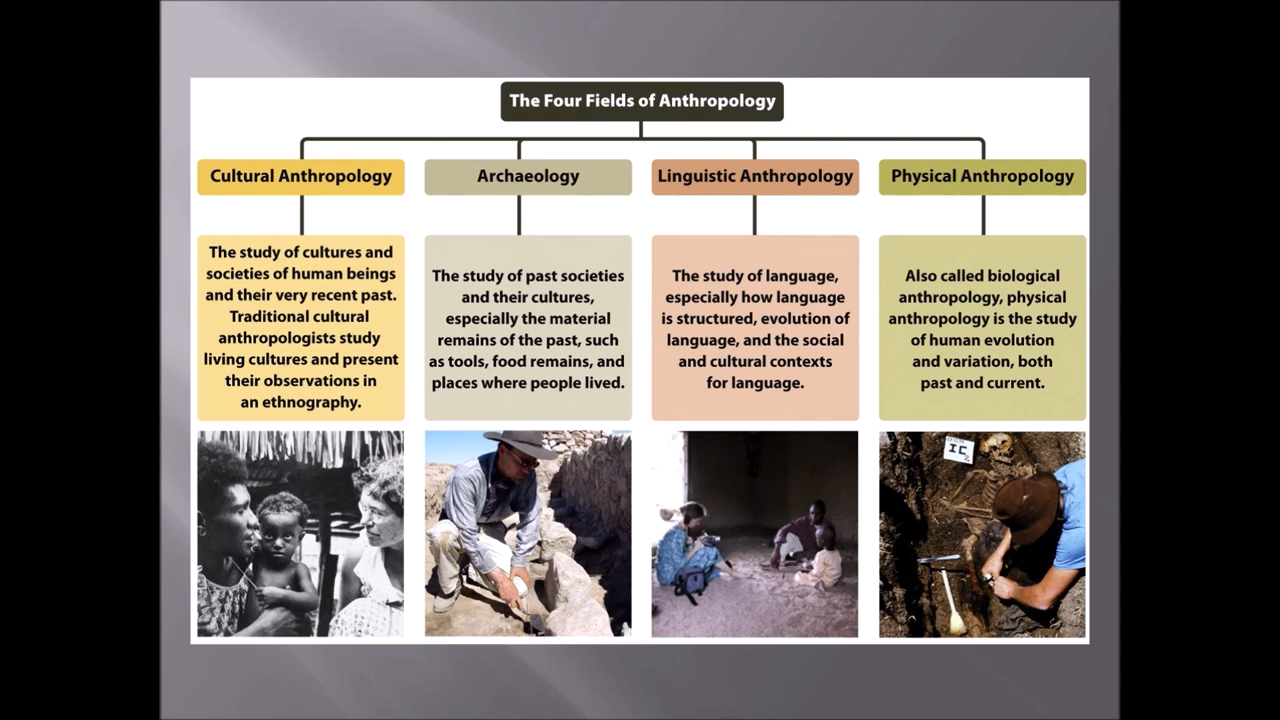 The Four Fields of Anthropology
Cultural Anthropology
Archaeology
Linguistic Anthropology
Physical Anthropology
The study of cultures and
societies of human beings
and their very recent past.
Traditional cultural
anthropologists study
living cultures and present
their observations in
an ethnography.
The study of past societies
and their cultures,
especially the material
remains of the past, such
as tools, food remains, and
places where people lived.
The study of language,
especially how language
is structured, evolution of
language, and the social
and cultural contexts
for language.
Also called biological
anthropology, physical
anthropology is the study
of human evolution
and variation, both
past and current.